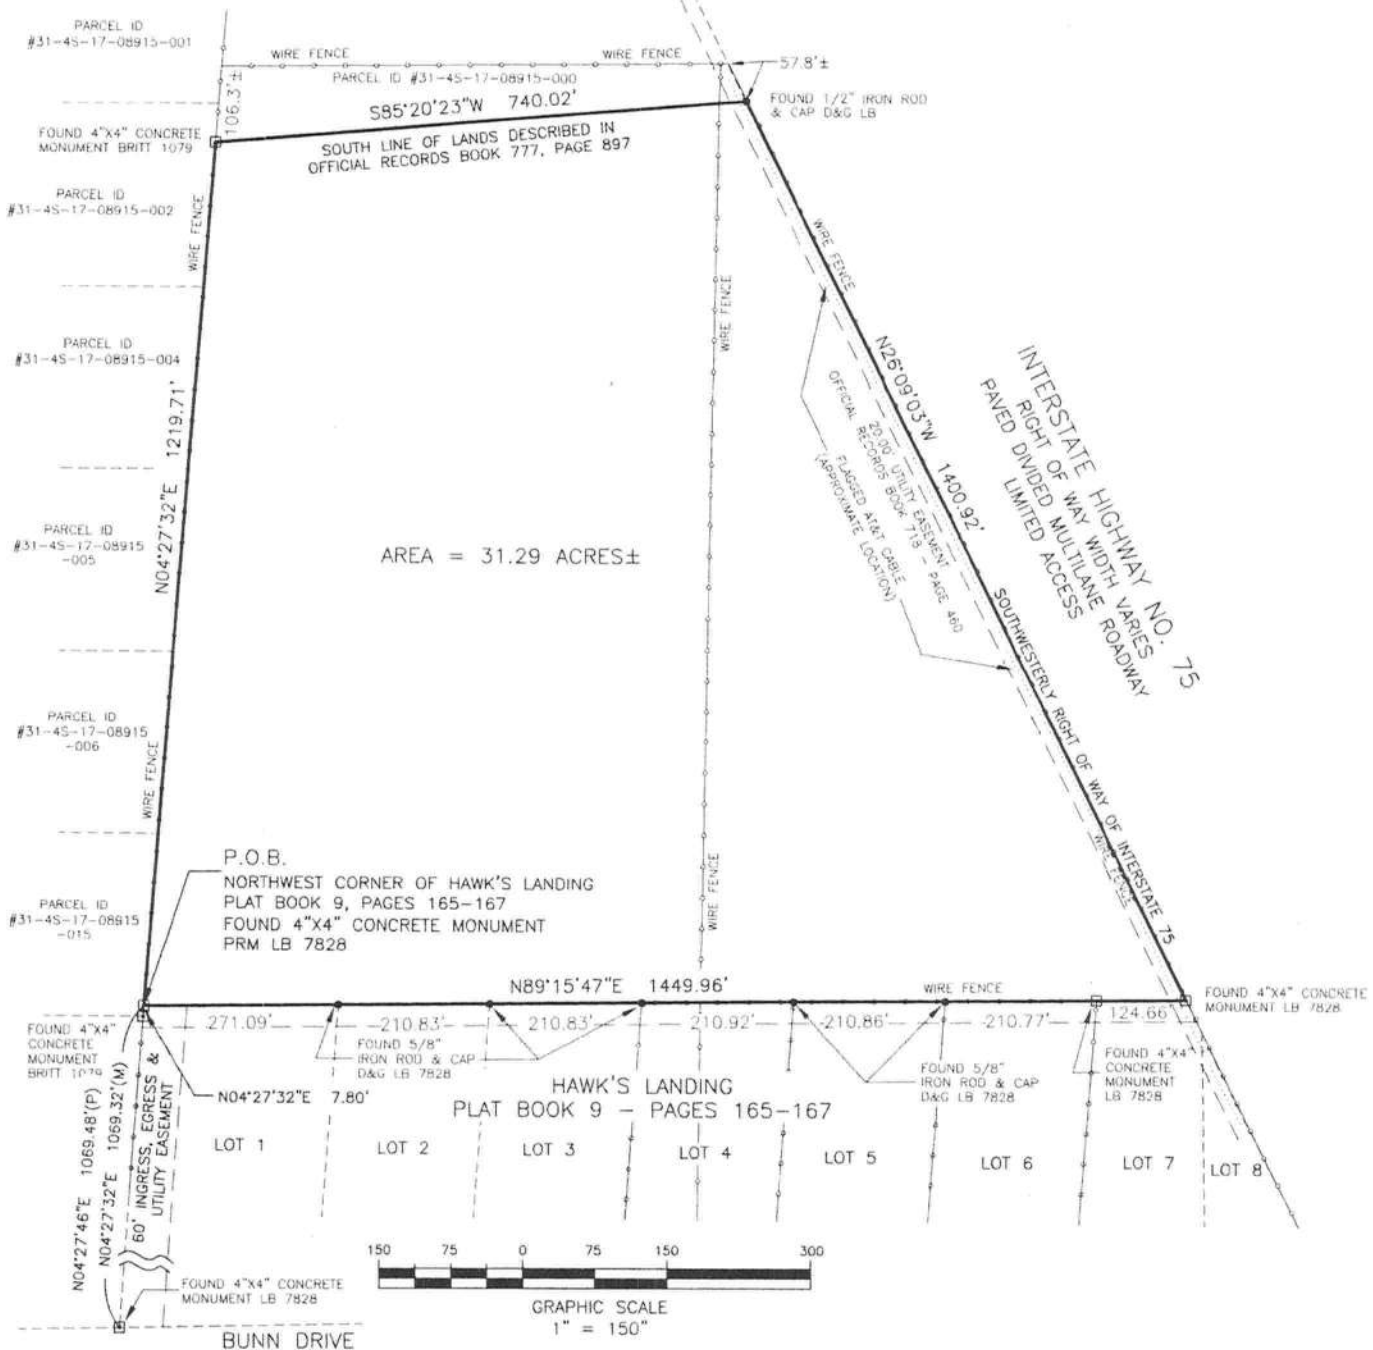 PARCEL ID
#31-4S-17-08915-001
WIRE FENCE
WIRE FENCE
57.8'±
PARCEL ID #31-4S-17-08915-000
106.3'±
S85°20'23"W 740.02'
FOUND 1/2" IRON ROD
& CAP D&G LB
FOUND 4"X4" CONCRETE
MONUMENT BRITT 1079
SOUTH LINE OF LANDS DESCRIBED IN
OFFICIAL RECORDS BOOK 777, PAGE 897
PARCEL ID
#31-4S-17-08915-002
WIRE FENCE
WIRE FENCE
WIRE FENCE
PARCEL ID
#31-4S-17-08915-004
N04°27'32"E 1219.71'
N26°09'03"W 1400.92'
20.00' UTILITY EASEMENT
OFFICIAL RECORDS BOOK 718 - PAGE 460
FLAGGED AT&T CABLE
(APPROXIMATE LOCATION)
INTERSTATE HIGHWAY NO. 75
RIGHT OF WAY WIDTH VARIES
PAVED DIVIDED MULTILANE ROADWAY
LIMITED ACCESS
PARCEL ID
#31-4S-17-08915
-005
AREA = 31.29 ACRES±
SOUTHWESTERLY RIGHT OF WAY OF INTERSTATE 75
PARCEL ID
#31-4S-17-08915
-006
WIRE FENCE
WIRE FENCE
WIRE FENCE
P.O.B.
NORTHWEST CORNER OF HAWK'S LANDING
PLAT BOOK 9, PAGES 165-167
FOUND 4"X4" CONCRETE MONUMENT
PRM LB 7828
PARCEL ID
#31-4S-17-08915
-015
N89°15'47"E 1449.96'
WIRE FENCE
FOUND 4"X4" CONCRETE
MONUMENT LB 7828
271.09'
210.83'
210.83'
210.92'
210.86'
210.77'
124.66'
FOUND 4"X4"
CONCRETE
MONUMENT
BRITT 1079
FOUND 5/8"
IRON ROD & CAP
D&G LB 7828
FOUND 5/8"
IRON ROD & CAP
D&G LB 7828
FOUND 4"X4"
CONCRETE
MONUMENT
LB 7828
N04°27'32"E 7.80'
HAWK'S LANDING
PLAT BOOK 9 - PAGES 165-167
N04°27'46"E 1069.48'(P)
N04°27'32"E 1069.32'(M)
60' INGRESS, EGRESS &
UTILITY EASEMENT
LOT 1
LOT 2
LOT 3
LOT 4
LOT 5
LOT 6
LOT 7
LOT 8
150 75 0 75 150 300
GRAPHIC SCALE
1" = 150"
FOUND 4"X4" CONCRETE
MONUMENT LB 7828
BUNN DRIVE